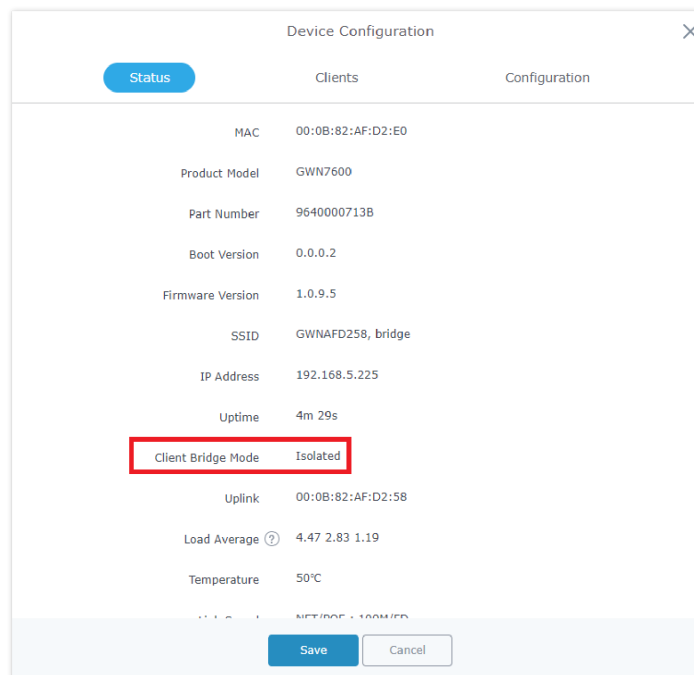 Device Configuration
Status Clients Configuration
MAC 00:0B:82:AF:D2:E0
Product Model GWN7600
Part Number 9640000713B
Boot Version 0.0.0.2
Firmware Version 1.0.9.5
SSID GWNAFD258, bridge
IP Address 192.168.5.225
Uptime 4m 29s
Client Bridge Mode Isolated
Uplink 00:0B:82:AF:D2:58
Load Average ? 4.47 2.83 1.19
Temperature 50℃
Save Cancel